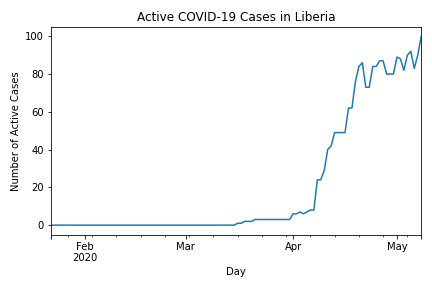 Active COVID-19 Cases in Liberia
Number of Active Cases
100
80
60
40
20
0
Feb Mar Apr May
2020
Day